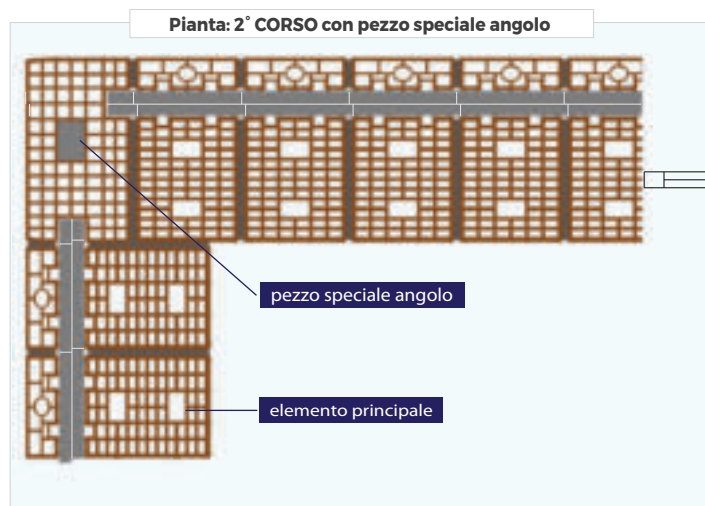 Pianta: 2° CORSO con pezzo speciale angolo
pezzo speciale angolo
elemento principale